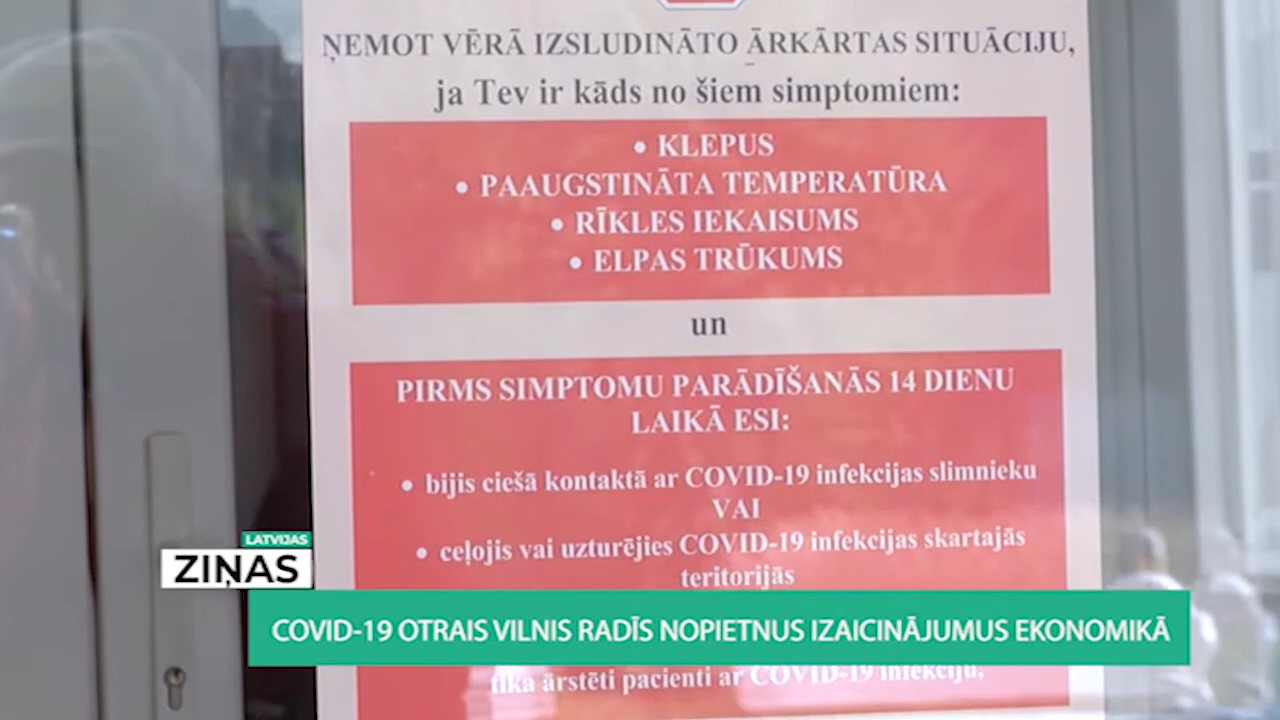 ŅEMOT VĒRĀ IZSLUDINĀTO ĀRKĀRTAS SITUĀCIJU,
ja Tev ir kāds no šiem simptomiem:
• KLEPUS
• PAAUGSTINĀTA TEMPERATŪRA
• RĪKLES IEKAISUMS
• ELPAS TRŪKUMS
un
PIRMS SIMPTOMU PARĀDĪŠANĀS 14 DIENU
LAIKĀ ESI:
• bijis ciešā kontaktā ar COVID-19 infekcijas slimnieku
VAI
• ceļojis vai uzturējies COVID-19 infekcijas skartajās
teritorijās
LATVIJAS
ZIŅAS
COVID-19 OTRAIS VILNIS RADĪS NOPIETNUS IZAICINĀJUMUS EKONOMIKĀ
tika ārstēti pacienti ar COVID-19 infekciju.